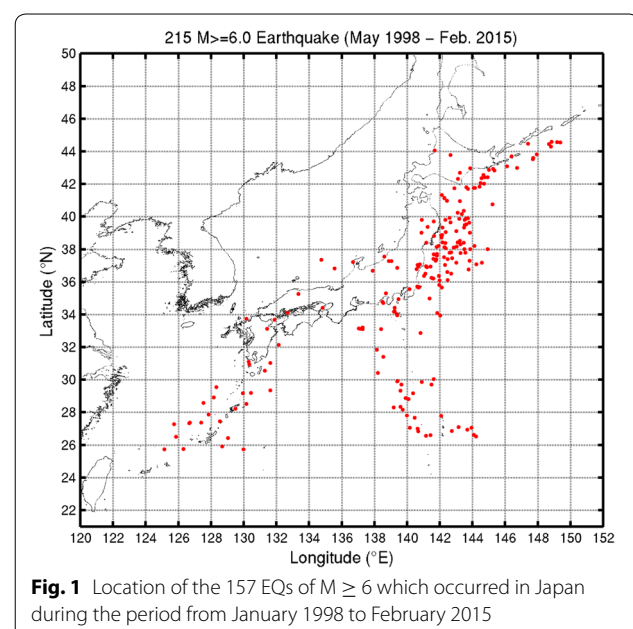 215 M>=6.0 Earthquake (May 1998 − Feb. 2015)
50
48
46
44
42
40
38
36
34
32
30
28
26
24
22
Latitude (°N)
120 122 124 126 128 130 132 134 136 138 140 142 144 146 148 150 152
Longitude (°E)
Fig. 1 Location of the 157 EQs of M ≥ 6 which occurred in Japan
during the period from January 1998 to February 2015